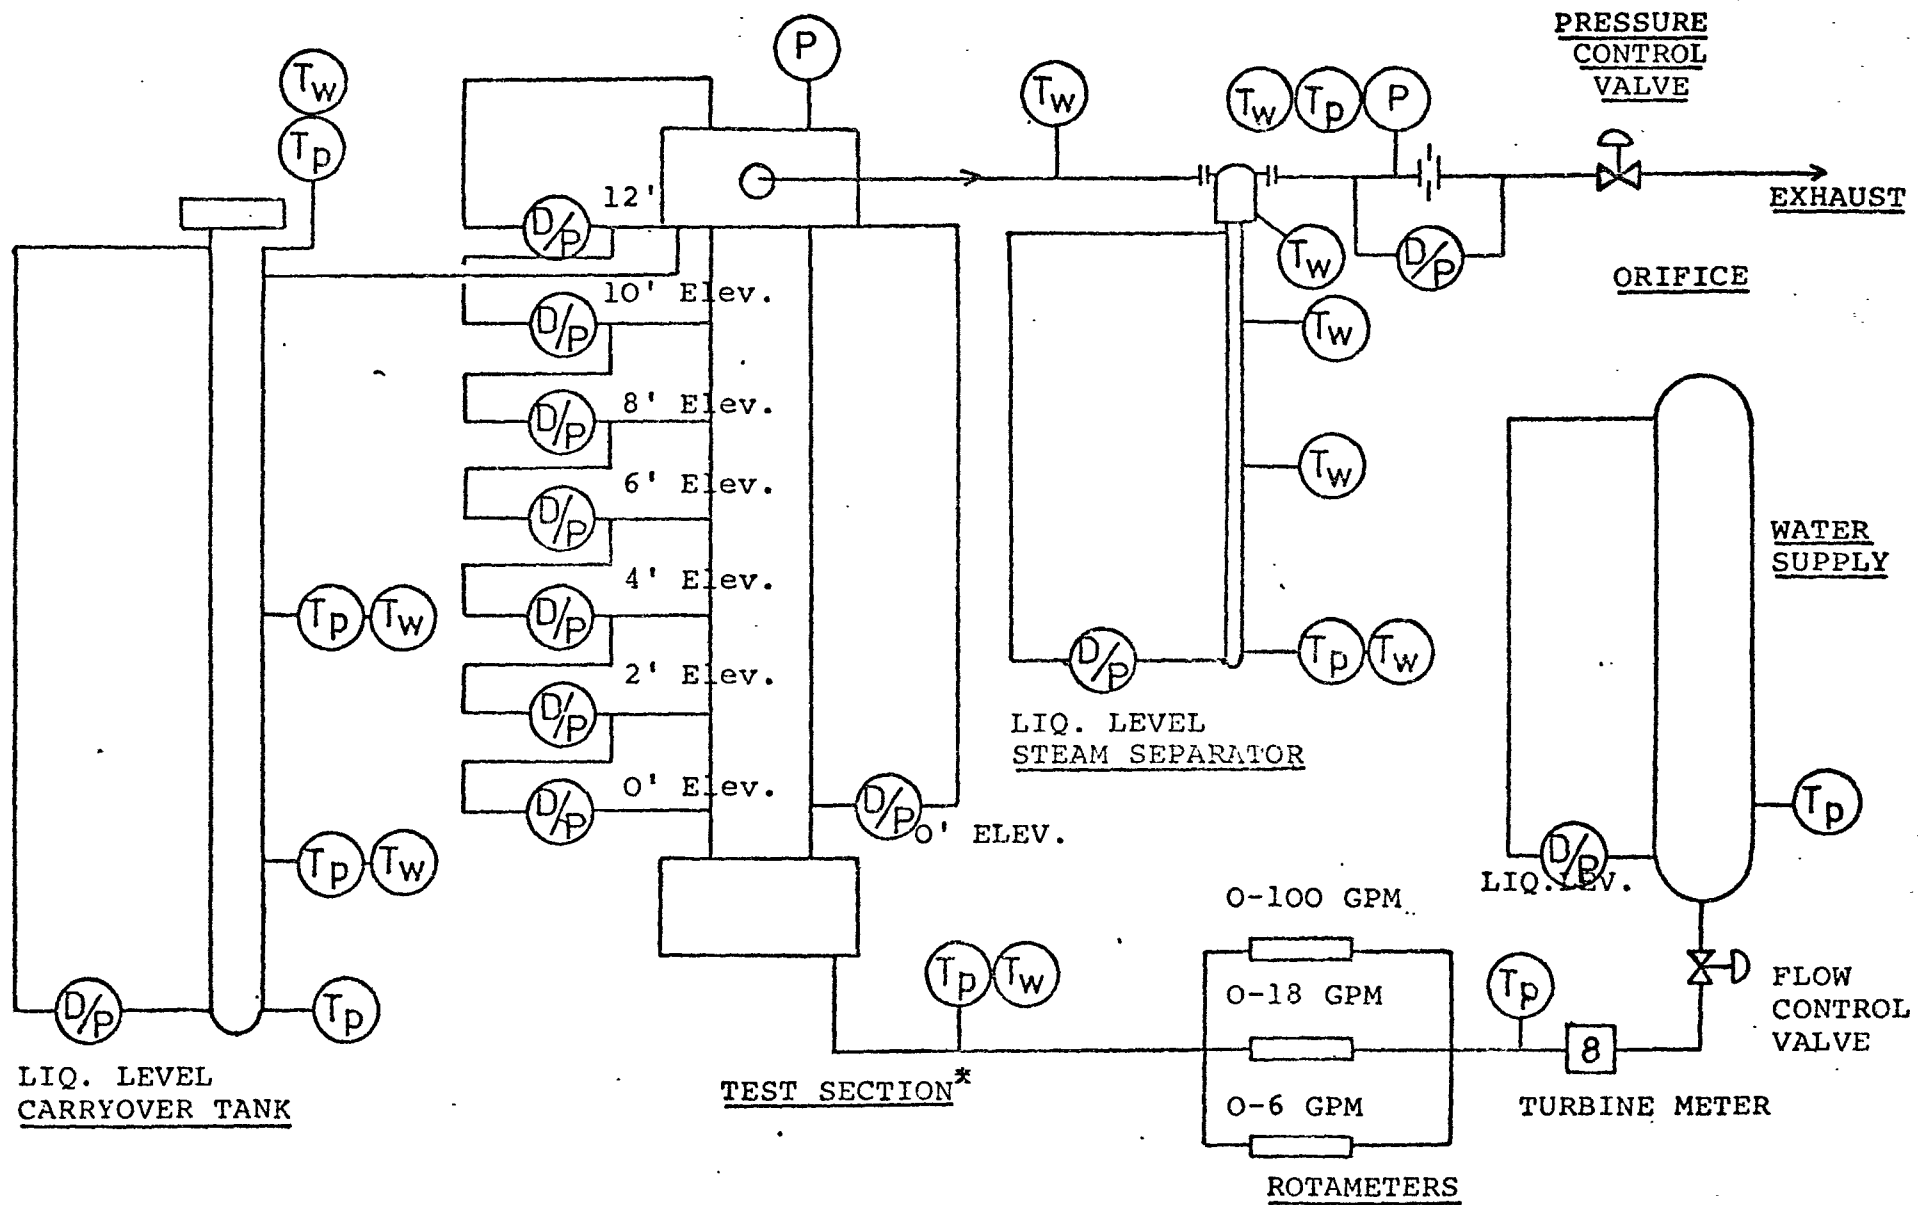 PRESSURE
CONTROL
VALVE
P
Tw
Tp
Tw
Tw Tp P
EXHAUST
12'
D/P
Tw
D/P
ORIFICE
10' Elev.
D/P
Tw
8' Elev.
D/P
6' Elev.
D/P
Tw
WATER
SUPPLY
4' Elev.
D/P
Tp Tw
2' Elev.
D/P
D/P
Tp Tw
LIQ. LEVEL
STEAM SEPARATOR
0' Elev.
D/P
D/P
0' ELEV.
Tp
D/P
LIQ.LEV.
Tp Tw
0-100 GPM
Tp Tw
0-18 GPM
Tp
FLOW
CONTROL
VALVE
D/P
Tp
8
LIQ. LEVEL
CARRYOVER TANK
TEST SECTION*
0-6 GPM
TURBINE METER
ROTAMETERS